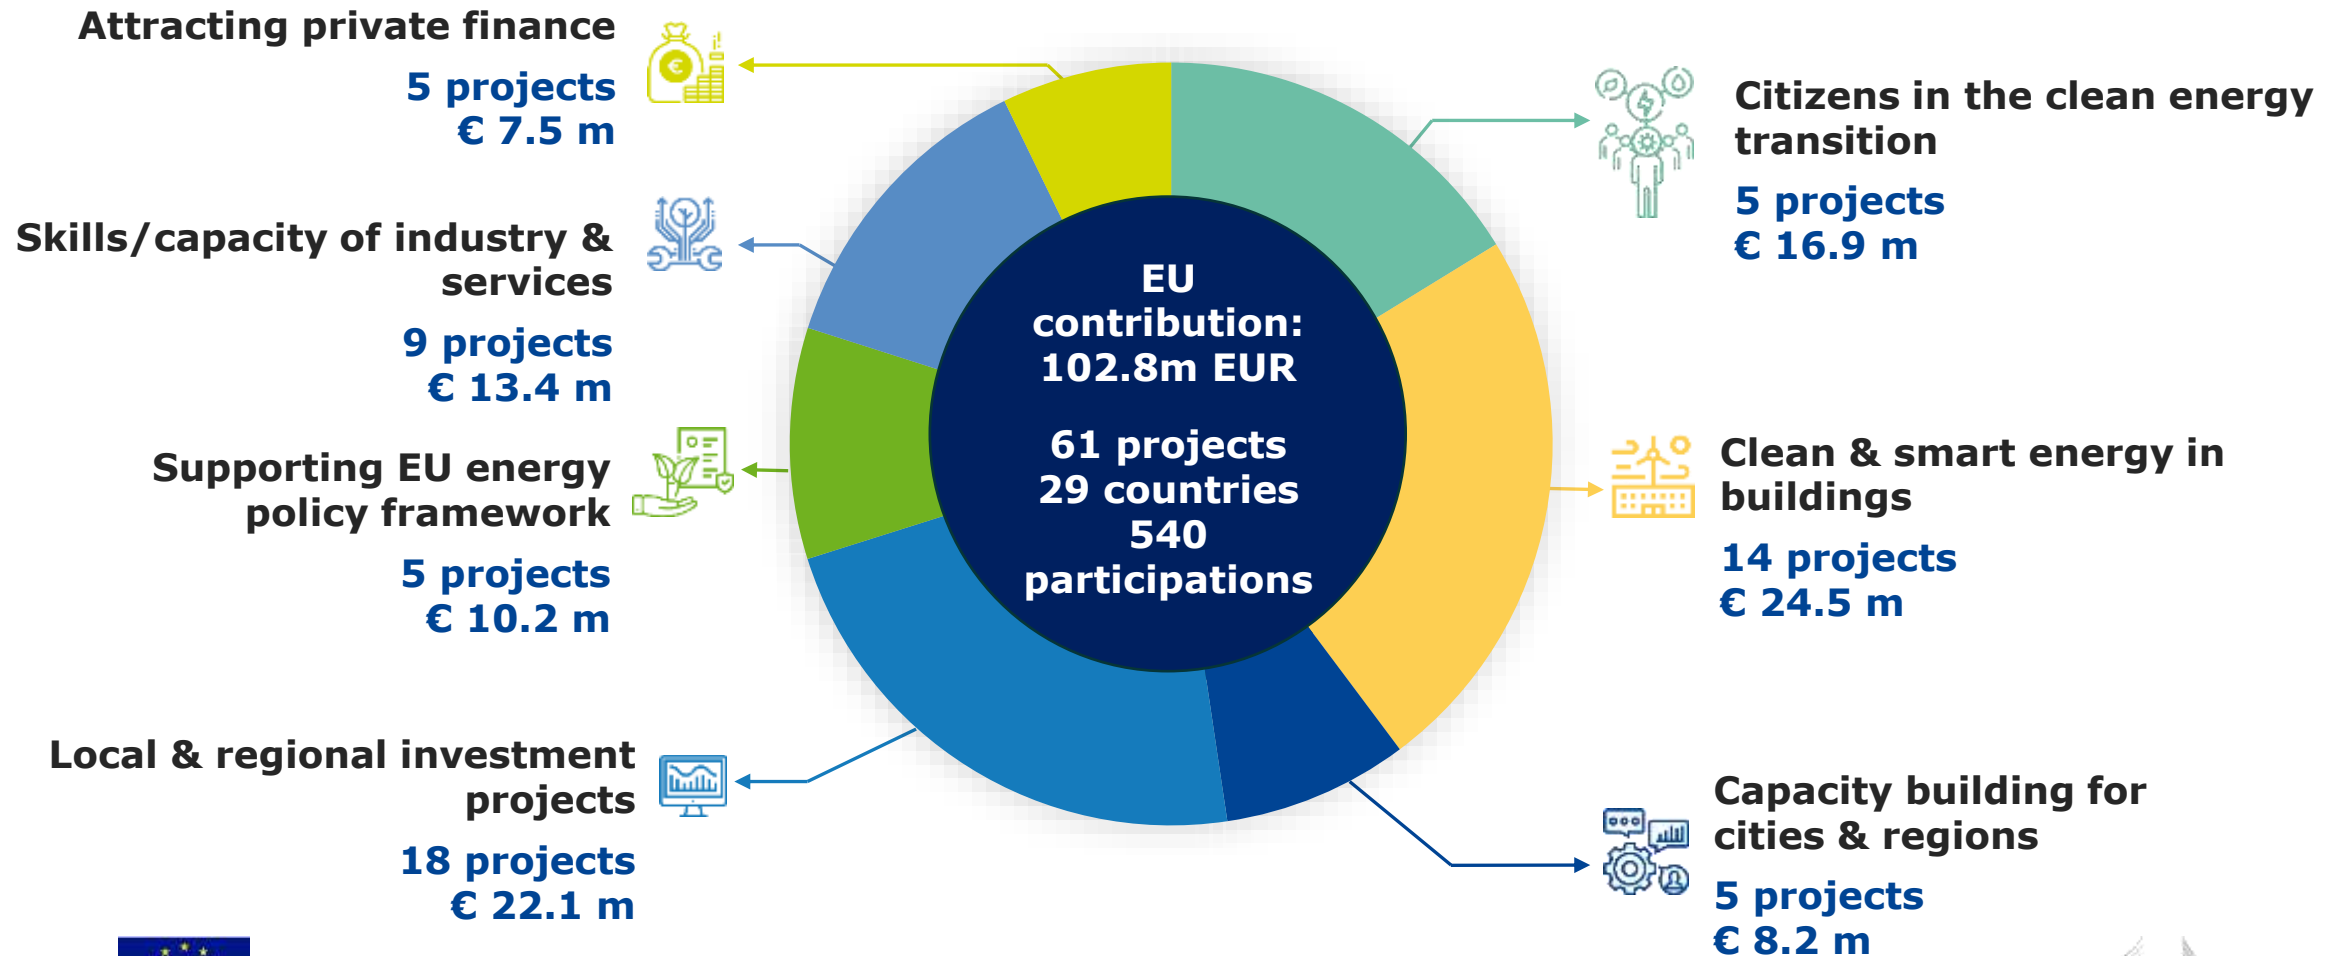 Attracting private finance
5 projects
€ 7.5 m
Skills/capacity of industry &
services
9 projects
€ 13.4 m
Supporting EU energy
policy framework
5 projects
€ 10.2 m
Local & regional investment
projects
18 projects
€ 22.1 m
EU
contribution:
102.8m EUR
61 projects
29 countries
540
participations
Citizens in the clean energy
transition
5 projects
€ 16.9 m
Clean & smart energy in
buildings
14 projects
€ 24.5 m
Capacity building for
cities & regions
5 projects
€ 8.2 m